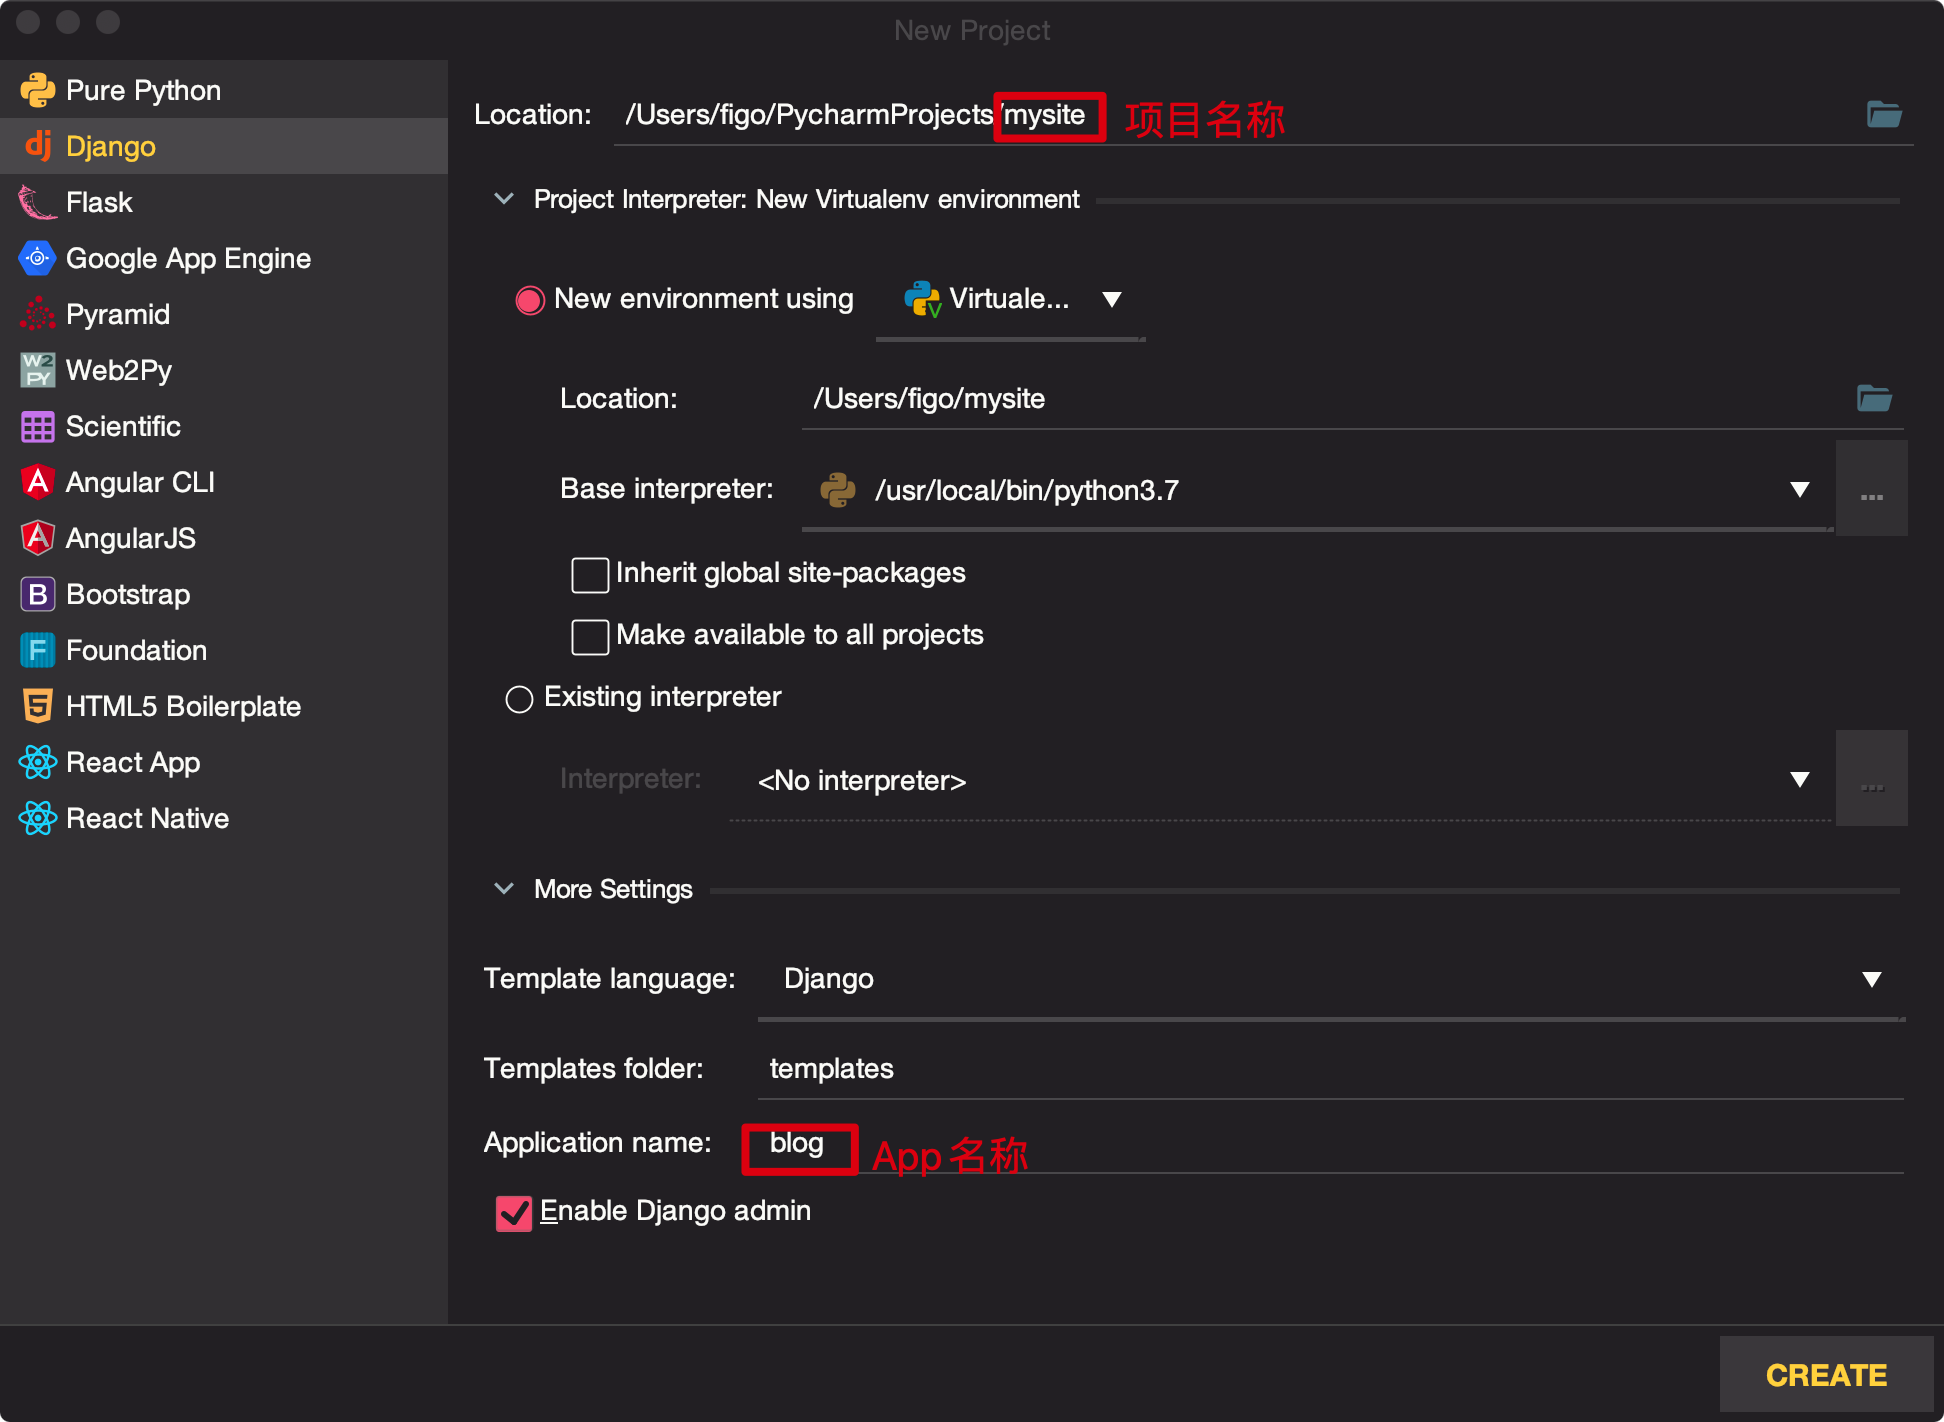 New Project
Pure Python
Django
Flask
Google App Engine
Pyramid
W2 PY Web2Py
Scientific
Angular CLI
AngularJS
Bootstrap
Foundation
HTML5 Boilerplate
React App
React Native
Location: /Users/figo/PycharmProjects/mysite 项目名称
Project Interpreter: New Virtualenv environment
New environment using Virtuale...
Location: /Users/figo/mysite
Base interpreter: /usr/local/bin/python3.7 ...
Inherit global site-packages
Make available to all projects
Existing interpreter
Interpreter: <No interpreter> ...
More Settings
Template language: Django
Templates folder: templates
Application name: blog App 名称
Enable Django admin
CREATE